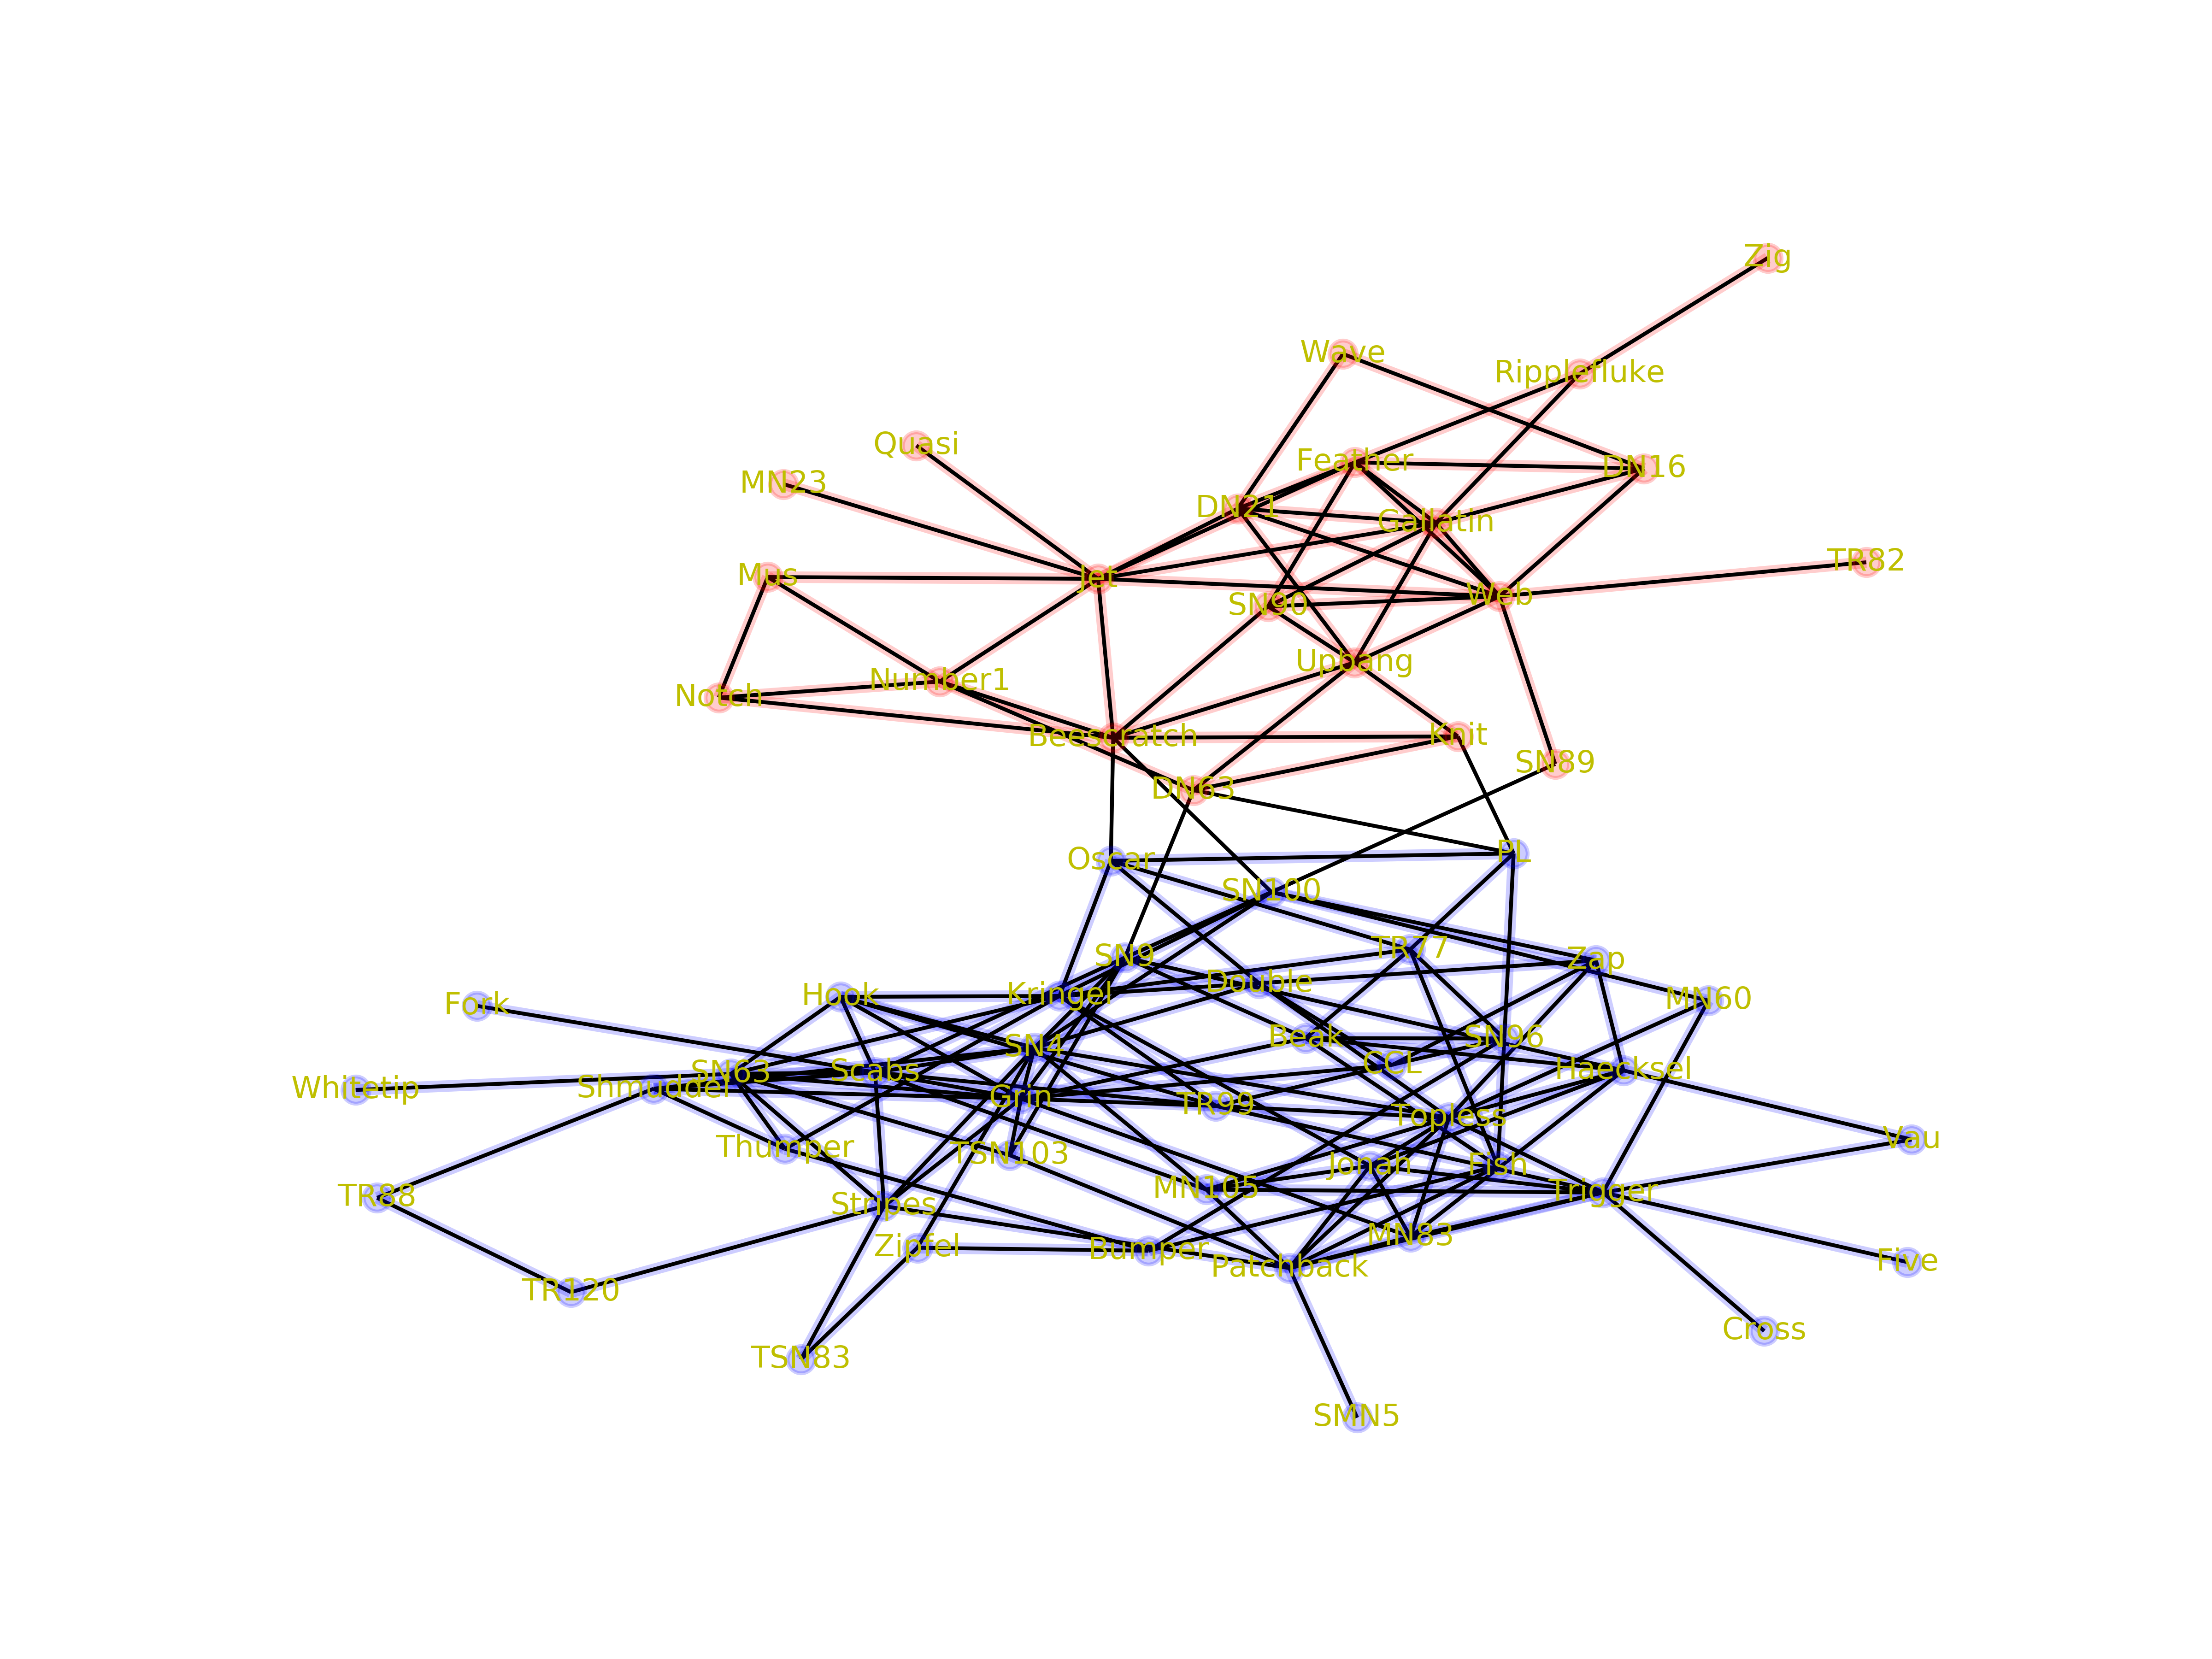 Zig
Wave
Ripplefluke
Quasi
Feather
DN16
MN23
DN21
Gallatin
TR82
Mus
Jet
Web
SN90
Upbang
Number1
Notch
Beescratch
Knit
SN89
DN63
Oscar
PL
SN100
SN9
TR77
Zap
Double
Hook
Kringel
MN60
Fork
Beak
SN96
SN4
CCL
Haecksel
SN63
Scabs
Whitetip
Shmuddel
Grin
TR99
Topless
Thumper
TSN103
Vau
Jonah
Fish
TR88
MN105
Trigger
Stripes
MN83
Zipfel
Bumper
Patchback
Five
TR120
Cross
TSN83
SMN5